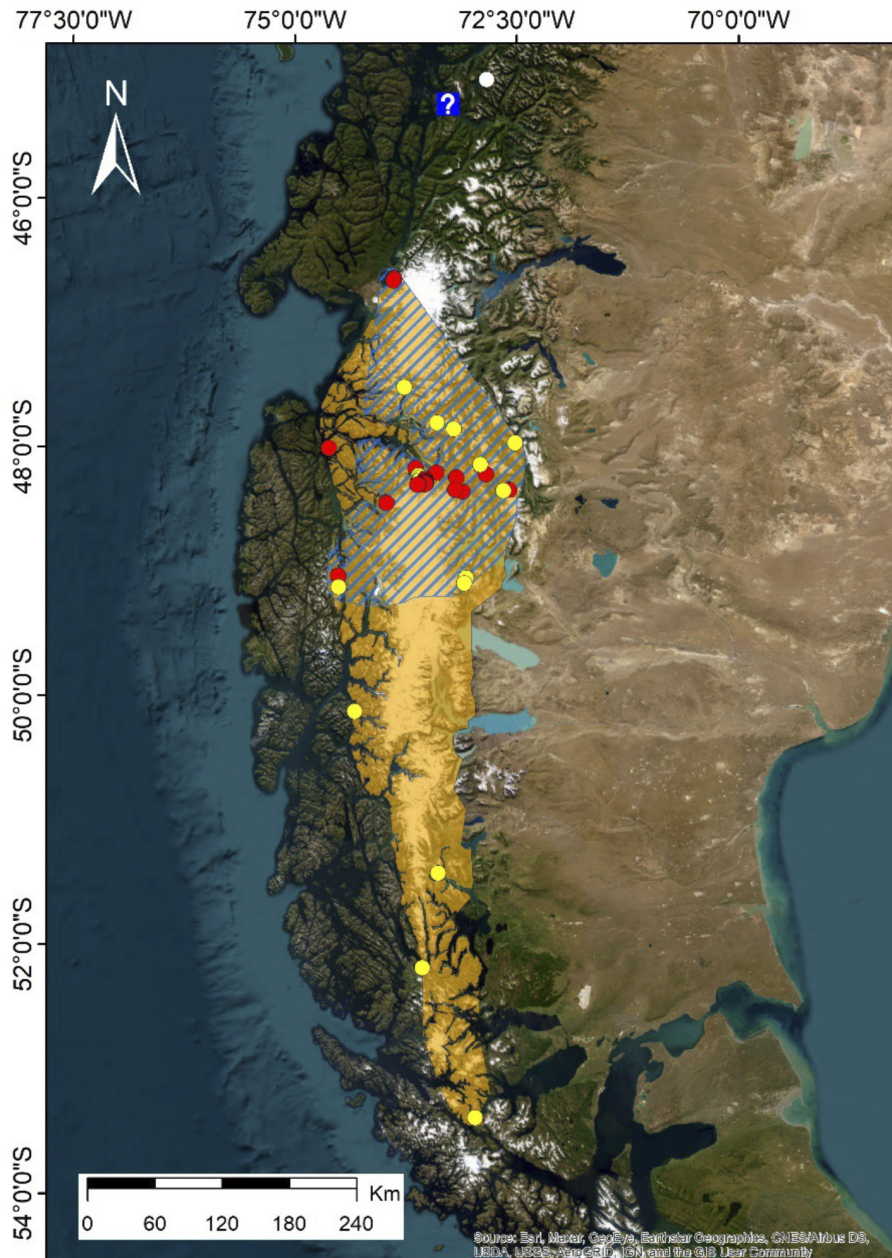 77°30'0"W 75°0'0"W 72°30'0"W 70°0'0"W
N
?
46°0'0"S
48°0'0"S
50°0'0"S
52°0'0"S
54°0'0"S
Km
0 60 120 180 240
Source: Esri, Maxar, GeoEye, Earthstar Geographics, CNES/Airbus DS,
USDA, USGS, AeroGRID, IGN, and the GIS User Community